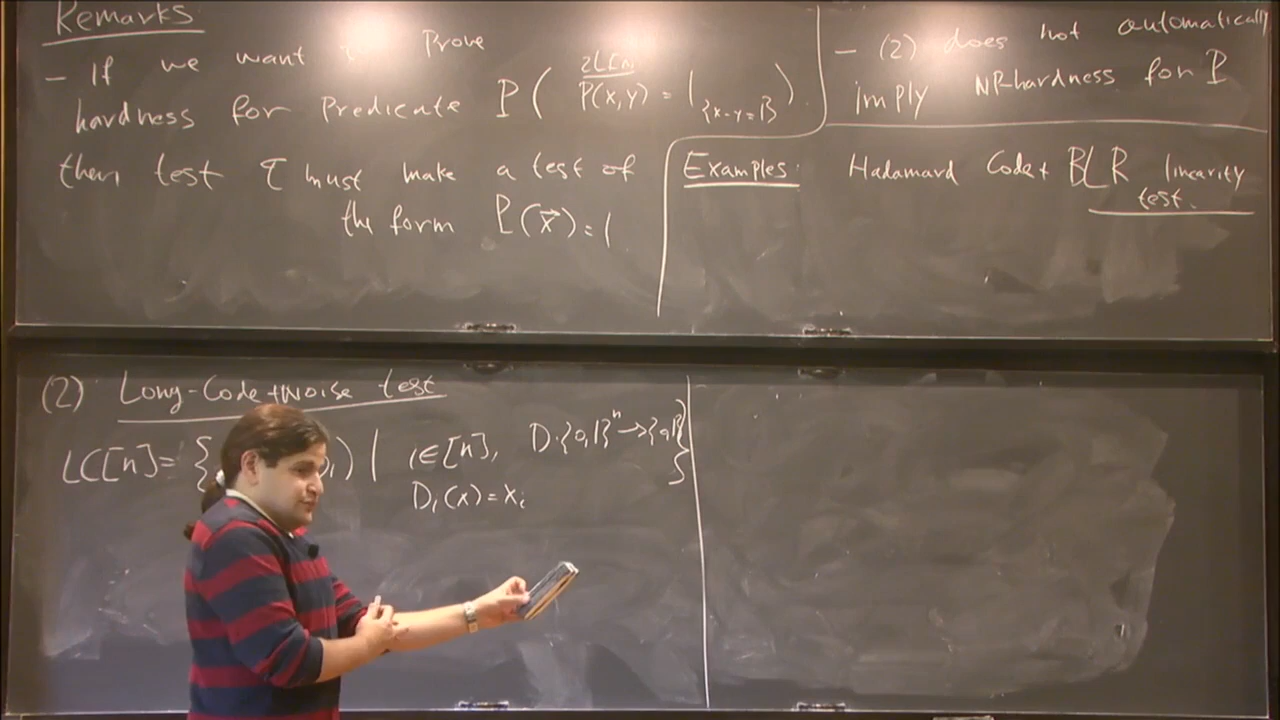 Remarks
- If we want Prove
hardness for Predicate P( 2Lin P(x,y) = 1_{x-y=1} ).
then test τ must make a test of
the form P(x⃗)=1
- (2) does not automatically
imply NP-hardness for P
Examples: Hadamard Code + BLR linearity
test.
(2) Long-Code+Noise test
LC[n]= { ) | i∈[n], D:{0,1}^n→{0,1} }
D_i(x)=x_i